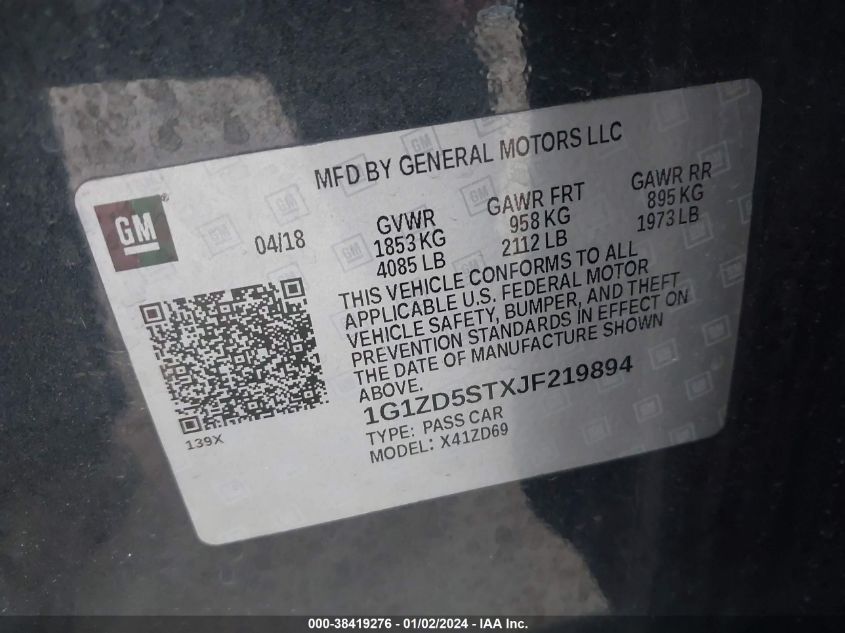 MFD BY GENERAL MOTORS LLC
GM ®
04/18
GVWR
1853 KG
4085 LB
GAWR FRT
958 KG
2112 LB
GAWR RR
895 KG
1973 LB
THIS VEHICLE CONFORMS TO ALL
APPLICABLE U.S. FEDERAL MOTOR
VEHICLE SAFETY, BUMPER, AND THEFT
PREVENTION STANDARDS IN EFFECT ON
THE DATE OF MANUFACTURE SHOWN
ABOVE.
1G1ZD5STXJF219894
TYPE: PASS CAR
MODEL: X41ZD69
139X
000-38419276 - 01/02/2024 - IAA Inc.